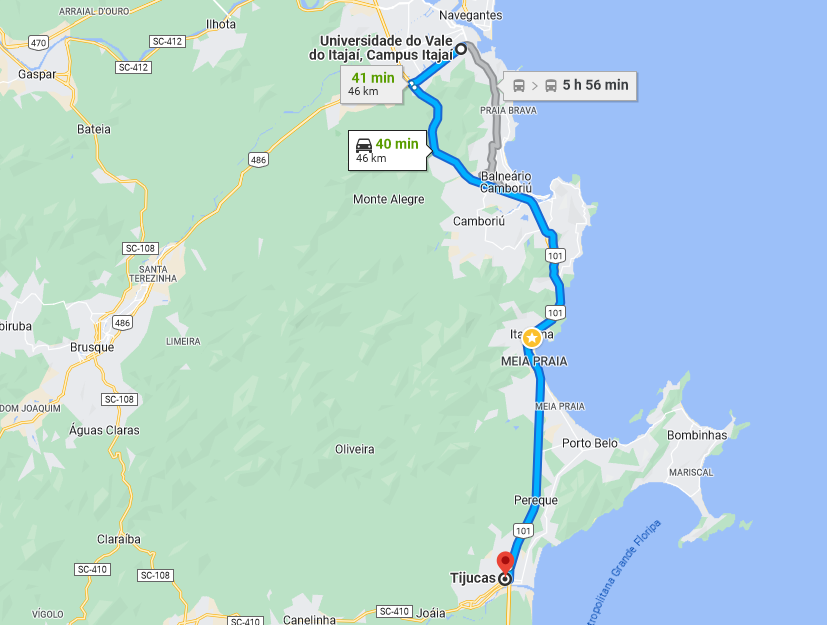 ARRAIAL D'OURO
Navegantes
Ilhota
470
SC-412
SC-412
Universidade do Vale
do Itajaí, Campus Itajaí
Gaspar
41 min
46 km
5 h 56 min
PRAIA BRAVA
Bateia
40 min
46 km
486
Balneário
Camboriú
Monte Alegre
Camboriú
SC-108
101
SANTA
TEREZINHA
101
486
biruba
LIMEIRA
Brusque
MEIA PRAIA
SC-108
DOM JOAQUIM
MEIA PRAIA
Águas Claras
Porto Belo
Bombinhas
Oliveira
MARISCAL
Pereque
101
Claraíba
tropolitana Grande Floripa
SC-410
SC-108
Tijucas
VÍGOLO
SC-410
SC-410
Canelinha
Joáia